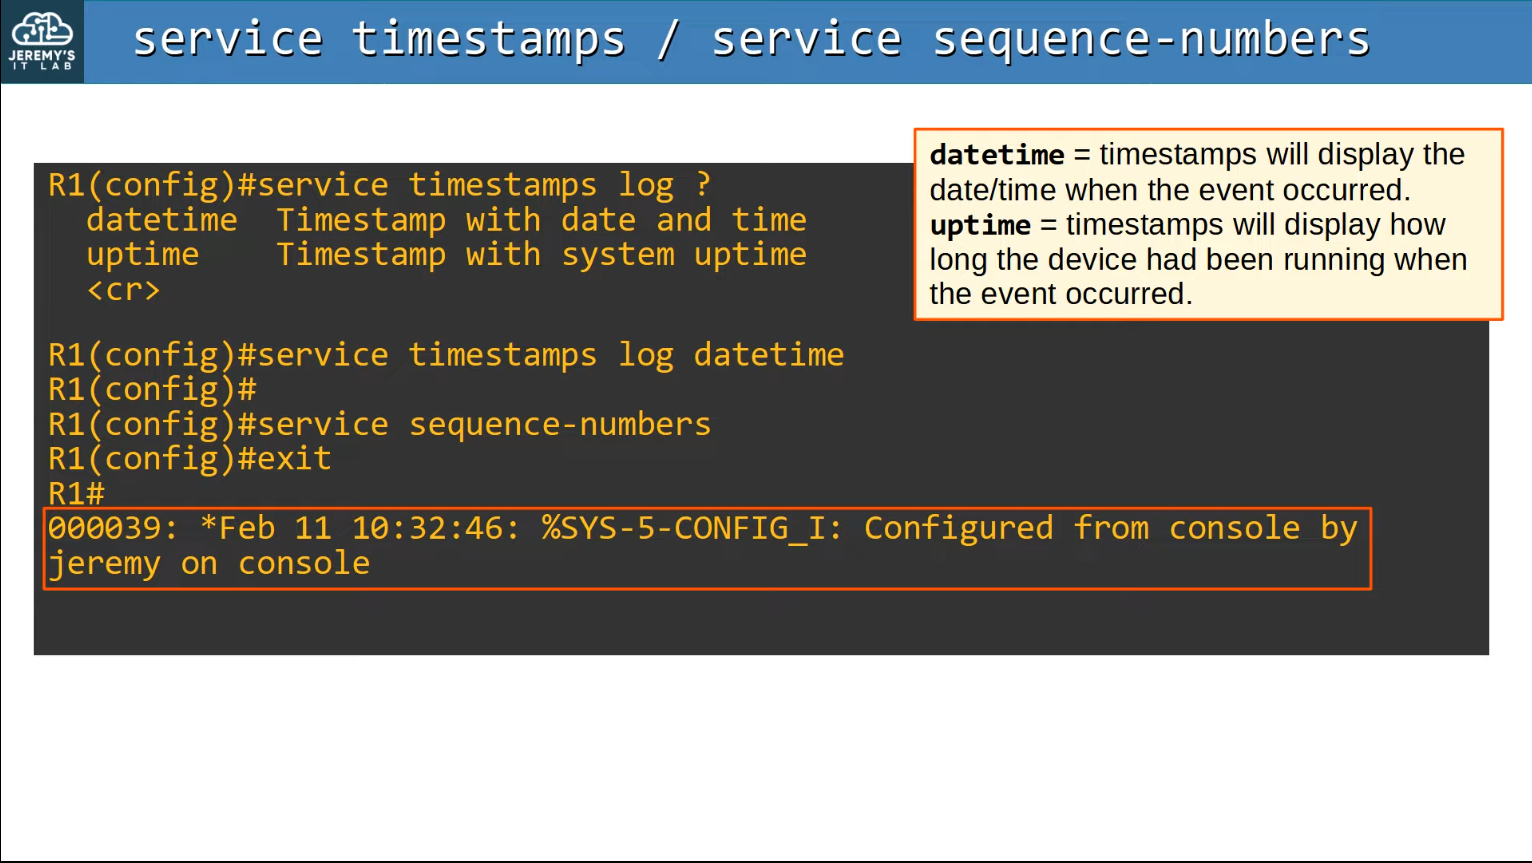 JEREMY'S
IT LAB
service timestamps / service sequence-numbers
datetime = timestamps will display the
date/time when the event occurred.
uptime = timestamps will display how
long the device had been running when
the event occurred.
R1(config)#service timestamps log ?
datetime Timestamp with date and time
uptime Timestamp with system uptime
<cr>
R1(config)#service timestamps log datetime
R1(config)#
R1(config)#service sequence-numbers
R1(config)#exit
R1#
000039: *Feb 11 10:32:46: %SYS-5-CONFIG_I: Configured from console by
jeremy on console